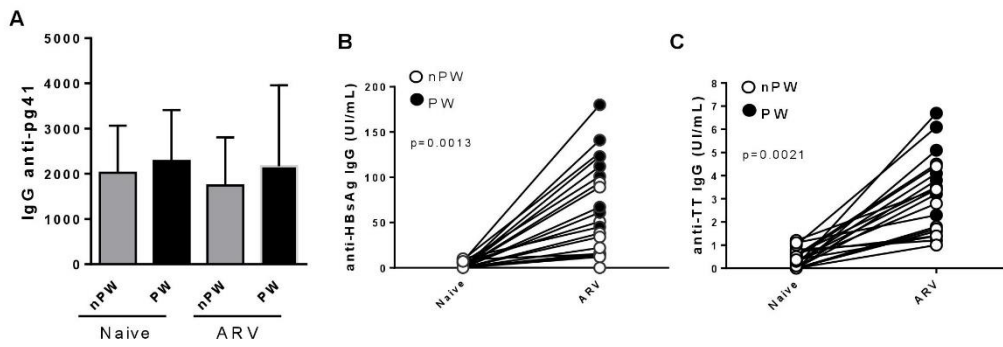 A
IgG anti-pg41
5000
4000
3000
2000
1000
0
nPW PW nPW PW
Naive ARV
B
anti-HBsAg IgG (UI/mL)
200
150
100
50
0
nPW
PW
p=0.0013
Naive ARV
C
anti-TT IgG (UI/mL)
8
7
6
5
4
3
2
1
0
nPW
PW
p=0.0021
Naive ARV